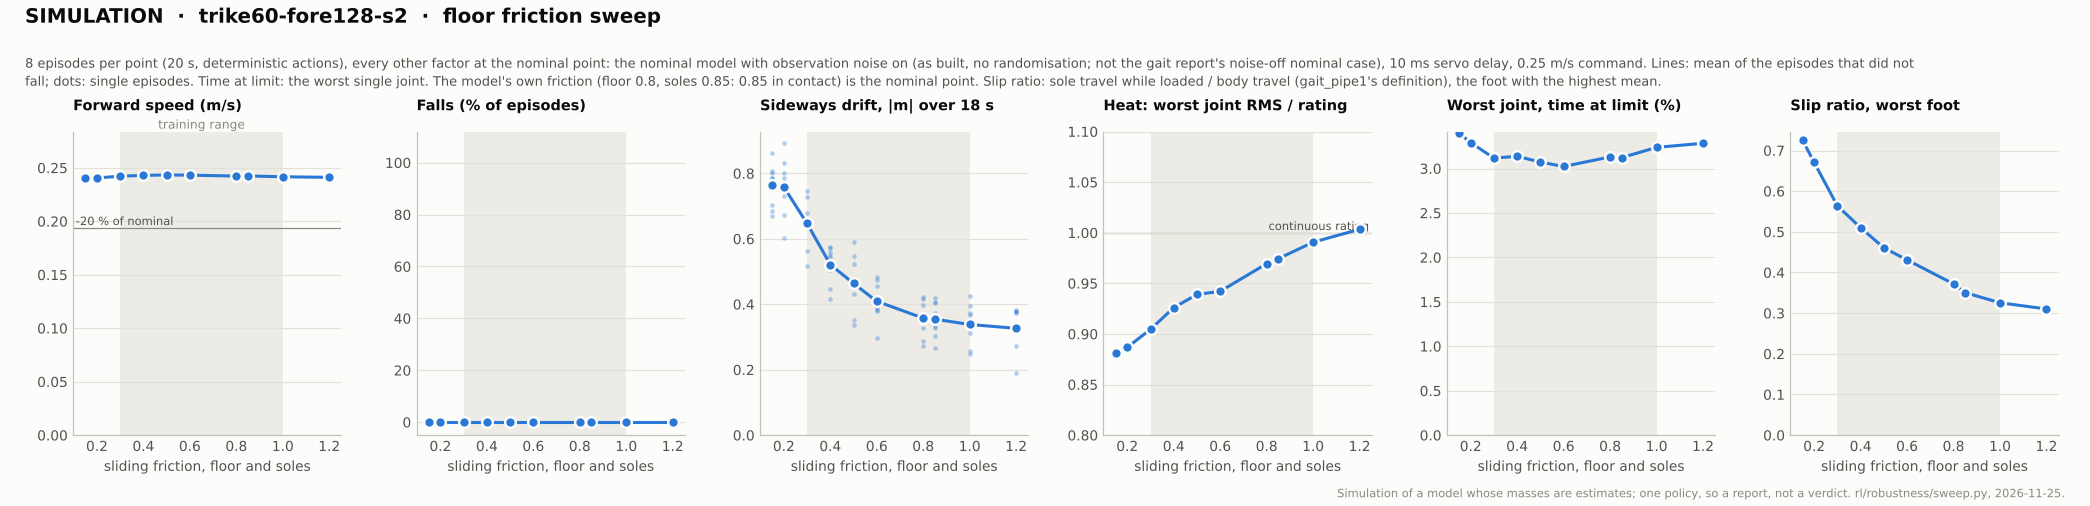 SIMULATION · trike60-fore128-s2 · floor friction sweep
8 episodes per point (20 s, deterministic actions), every other factor at the nominal point: the nominal model with observation noise on (as built, no randomisation; not the gait report's noise-off nominal case), 10 ms servo delay, 0.25 m/s command. Lines: mean of the episodes that did not
fall; dots: single episodes. Time at limit: the worst single joint. The model's own friction (floor 0.8, soles 0.85: 0.85 in contact) is the nominal point. Slip ratio: sole travel while loaded / body travel (gait_pipe1's definition), the foot with the highest mean.
Forward speed (m/s)
training range
0.25
0.20
0.15
0.10
0.05
0.00
-20 % of nominal
0.2 0.4 0.6 0.8 1.0 1.2
sliding friction, floor and soles
Falls (% of episodes)
100
80
60
40
20
0
0.2 0.4 0.6 0.8 1.0 1.2
sliding friction, floor and soles
Sideways drift, |m| over 18 s
0.8
0.6
0.4
0.2
0.0
0.2 0.4 0.6 0.8 1.0 1.2
sliding friction, floor and soles
Heat: worst joint RMS / rating
1.10
1.05
1.00
0.95
0.90
0.85
0.80
continuous rating
0.2 0.4 0.6 0.8 1.0 1.2
sliding friction, floor and soles
Worst joint, time at limit (%)
3.0
2.5
2.0
1.5
1.0
0.5
0.0
0.2 0.4 0.6 0.8 1.0 1.2
sliding friction, floor and soles
Slip ratio, worst foot
0.7
0.6
0.5
0.4
0.3
0.2
0.1
0.0
0.2 0.4 0.6 0.8 1.0 1.2
sliding friction, floor and soles
Simulation of a model whose masses are estimates; one policy, so a report, not a verdict. rl/robustness/sweep.py, 2026-11-25.